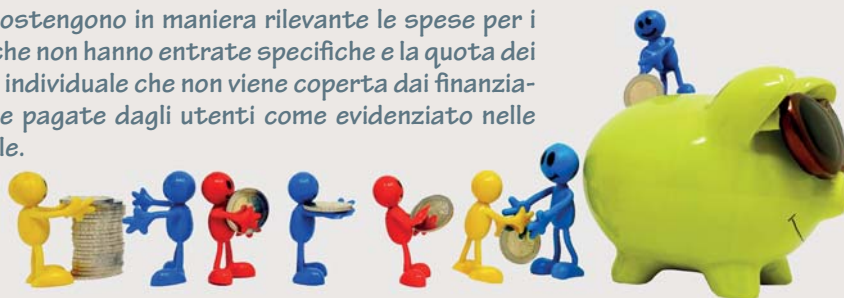 ostengono in maniera rilevante le spese per i
che non hanno entrate specifiche e la quota dei
individuale che non viene coperta dai finanzia-
e pagate dagli utenti come evidenziato nelle
le.